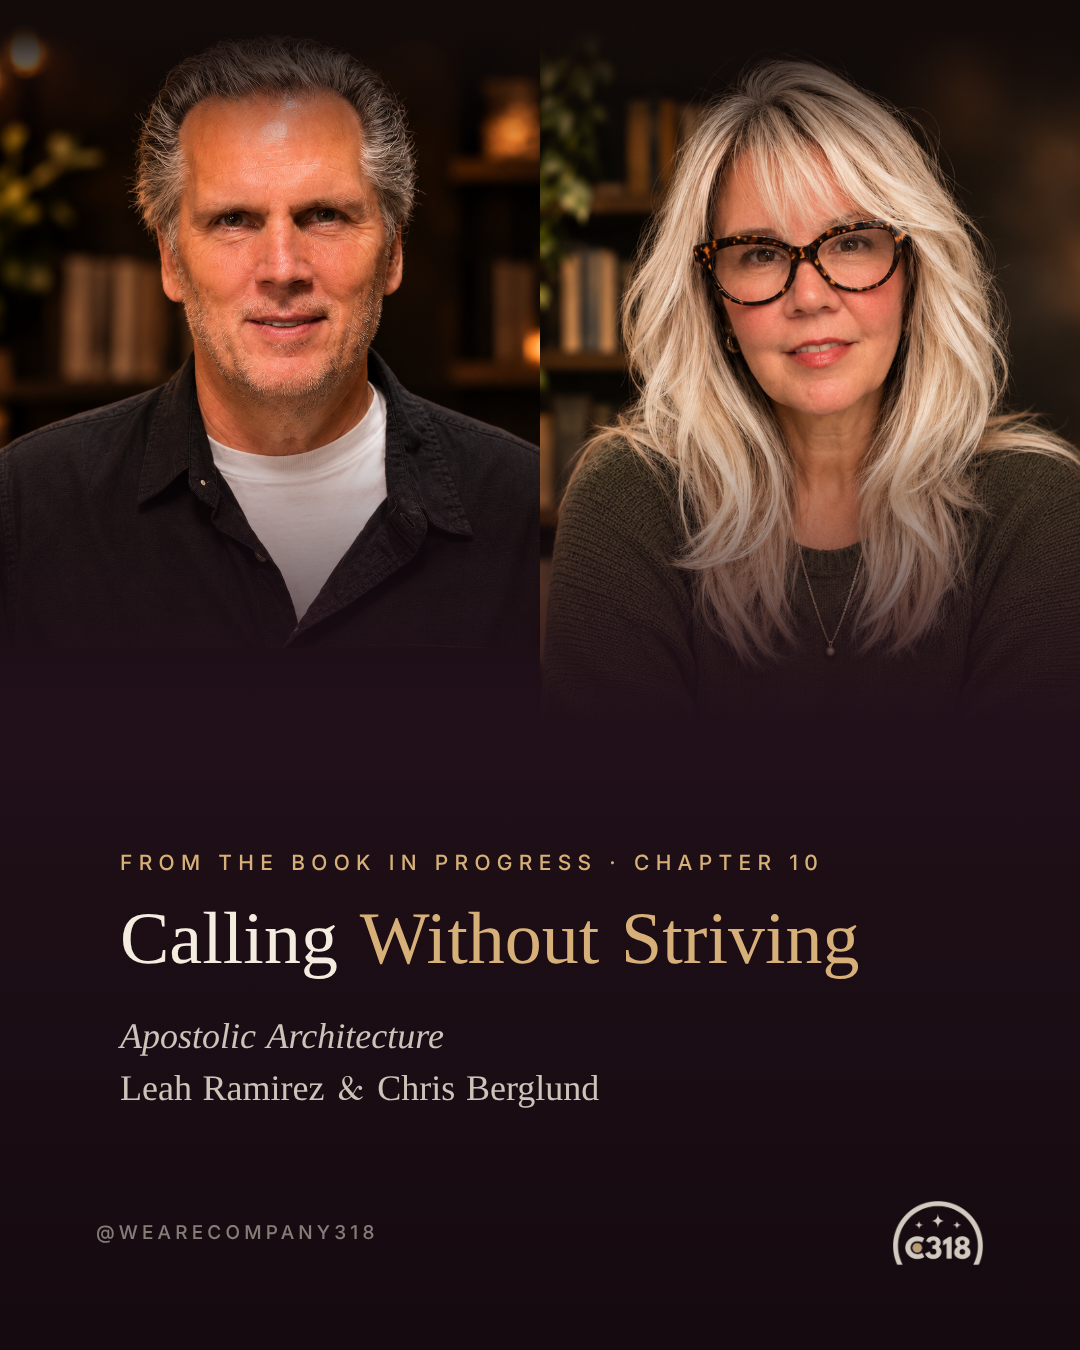 FROM THE BOOK IN PROGRESS · CHAPTER 10
Calling Without Striving
Apostolic Architecture
Leah Ramirez & Chris Berglund
@WEARECOMPANY318
C318